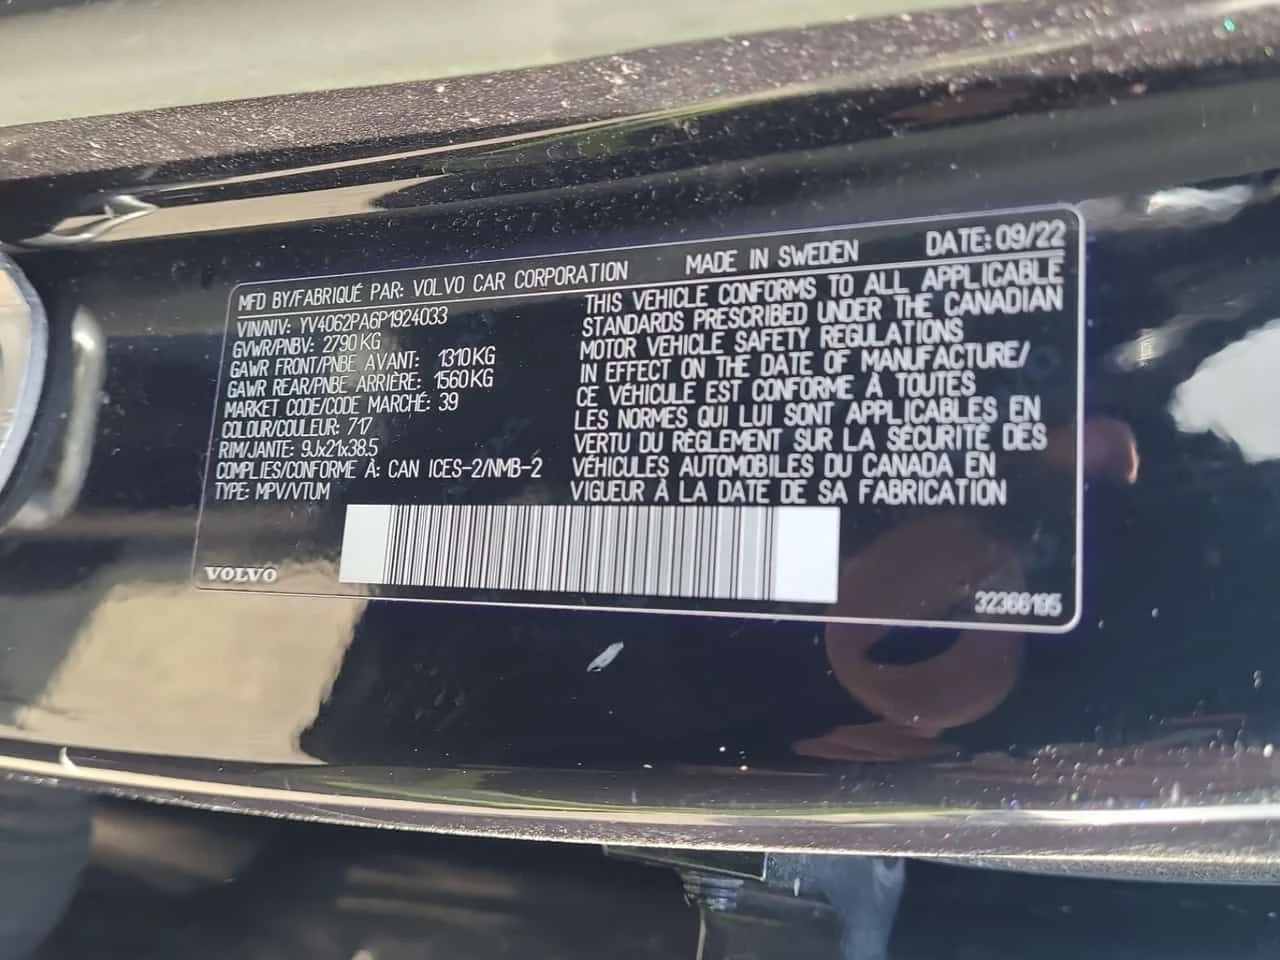 MFD BY/FABRIQUÉ PAR: VOLVO CAR CORPORATION MADE IN SWEDEN DATE: 09/22
VIN/NIV: YV4062PA6P1924033
GVWR/PNBV: 2790 KG
GAWR FRONT/PNBE AVANT: 1310 KG
GAWR REAR/PNBE ARRIÈRE: 1560 KG
MARKET CODE/CODE MARCHÉ: 39
COLOUR/COULEUR: 717
RIM/JANTE: 9Jx21x38.5
COMPLIES/CONFORME À: CAN ICES-2/NMB-2
TYPE: MPV/VTUM
THIS VEHICLE CONFORMS TO ALL APPLICABLE
STANDARDS PRESCRIBED UNDER THE CANADIAN
MOTOR VEHICLE SAFETY REGULATIONS
IN EFFECT ON THE DATE OF MANUFACTURE/
CE VÉHICULE EST CONFORME À TOUTES
LES NORMES QUI LUI SONT APPLICABLES EN
VERTU DU RÈGLEMENT SUR LA SÉCURITÉ DES
VÉHICULES AUTOMOBILES DU CANADA EN
VIGUEUR À LA DATE DE SA FABRICATION
VOLVO
32366195